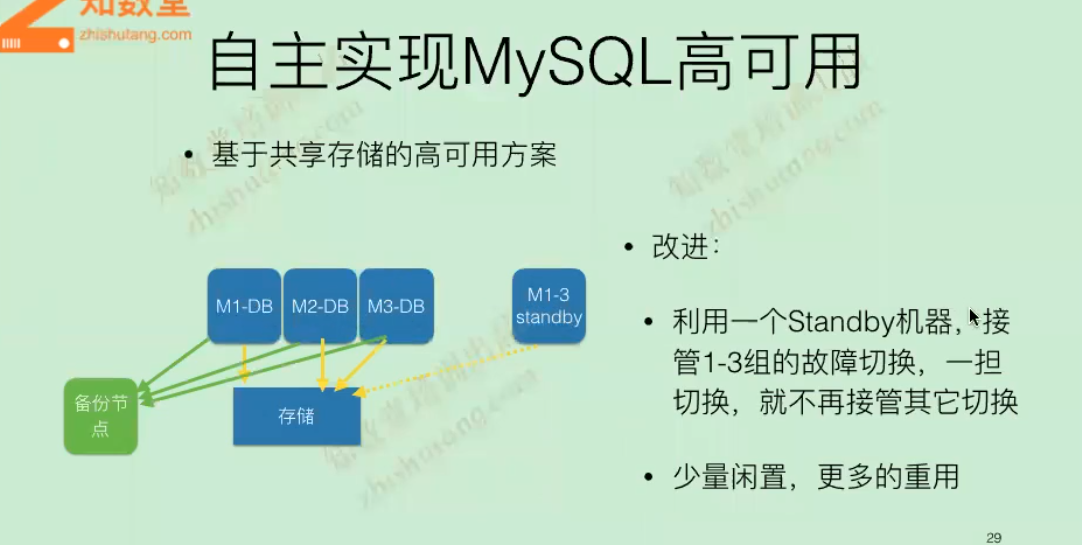 知数堂
zhishutang.com
自主实现MySQL高可用
• 基于共享存储的高可用方案
• 改进：
M1-DB
M2-DB
M3-DB
M1-3
standby
• 利用一个Standby机器，接
管1-3组的故障切换，一担
切换，就不再接管其它切换
备份节
点
存储
• 少量闲置，更多的重用
29